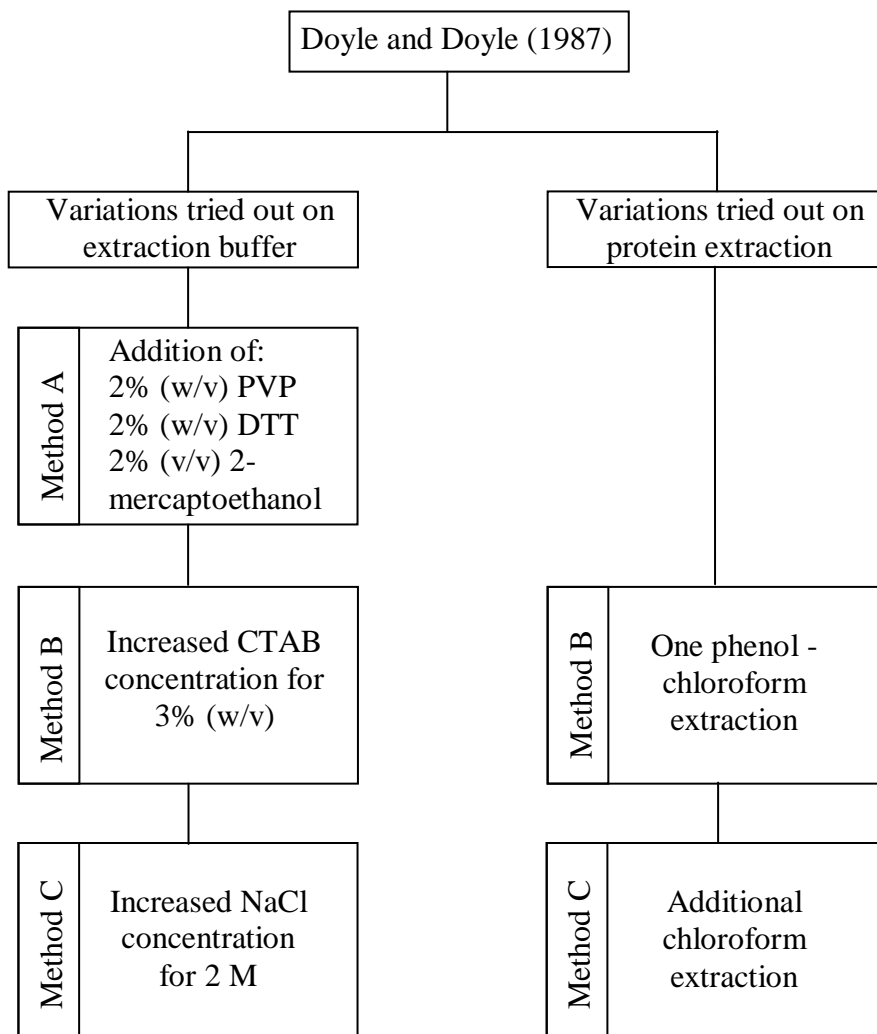 Doyle and Doyle (1987)
Variations tried out on
extraction buffer
Variations tried out on
protein extraction
Method A
Addition of:
2% (w/v) PVP
2% (w/v) DTT
2% (v/v) 2-
mercaptoethanol
Method B
Increased CTAB
concentration for
3% (w/v)
Method B
One phenol -
chloroform
extraction
Method C
Increased NaCl
concentration
for 2 M
Method C
Additional
chloroform
extraction